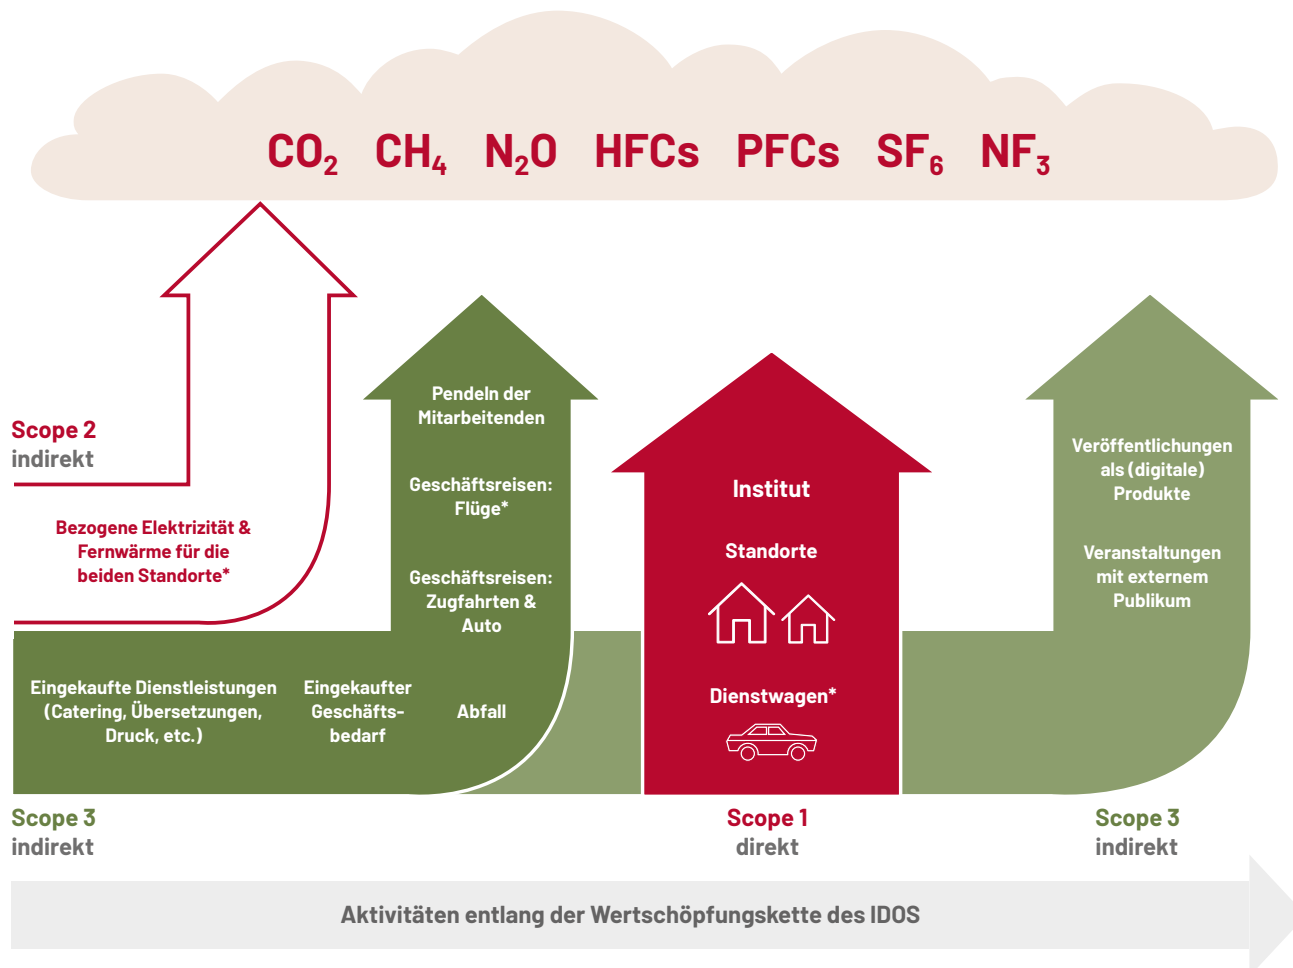 CO₂ CH₄ N₂O HFCs PFCs SF₆ NF₃
Scope 2
indirekt
Bezogene Elektrizität &
Fernwärme für die
beiden Standorte*
Pendeln der
Mitarbeitenden
Geschäftsreisen:
Flüge*
Geschäftsreisen:
Zugfahrten &
Auto
Eingekaufte Dienstleistungen
(Catering, Übersetzungen,
Druck, etc.)
Eingekaufter
Geschäfts-
bedarf
Abfall
Scope 3
indirekt
Institut
Standorte
Dienstwagen*
Scope 1
direkt
Veröffentlichungen
als (digitale)
Produkte
Veranstaltungen
mit externem
Publikum
Scope 3
indirekt
Aktivitäten entlang der Wertschöpfungskette des IDOS